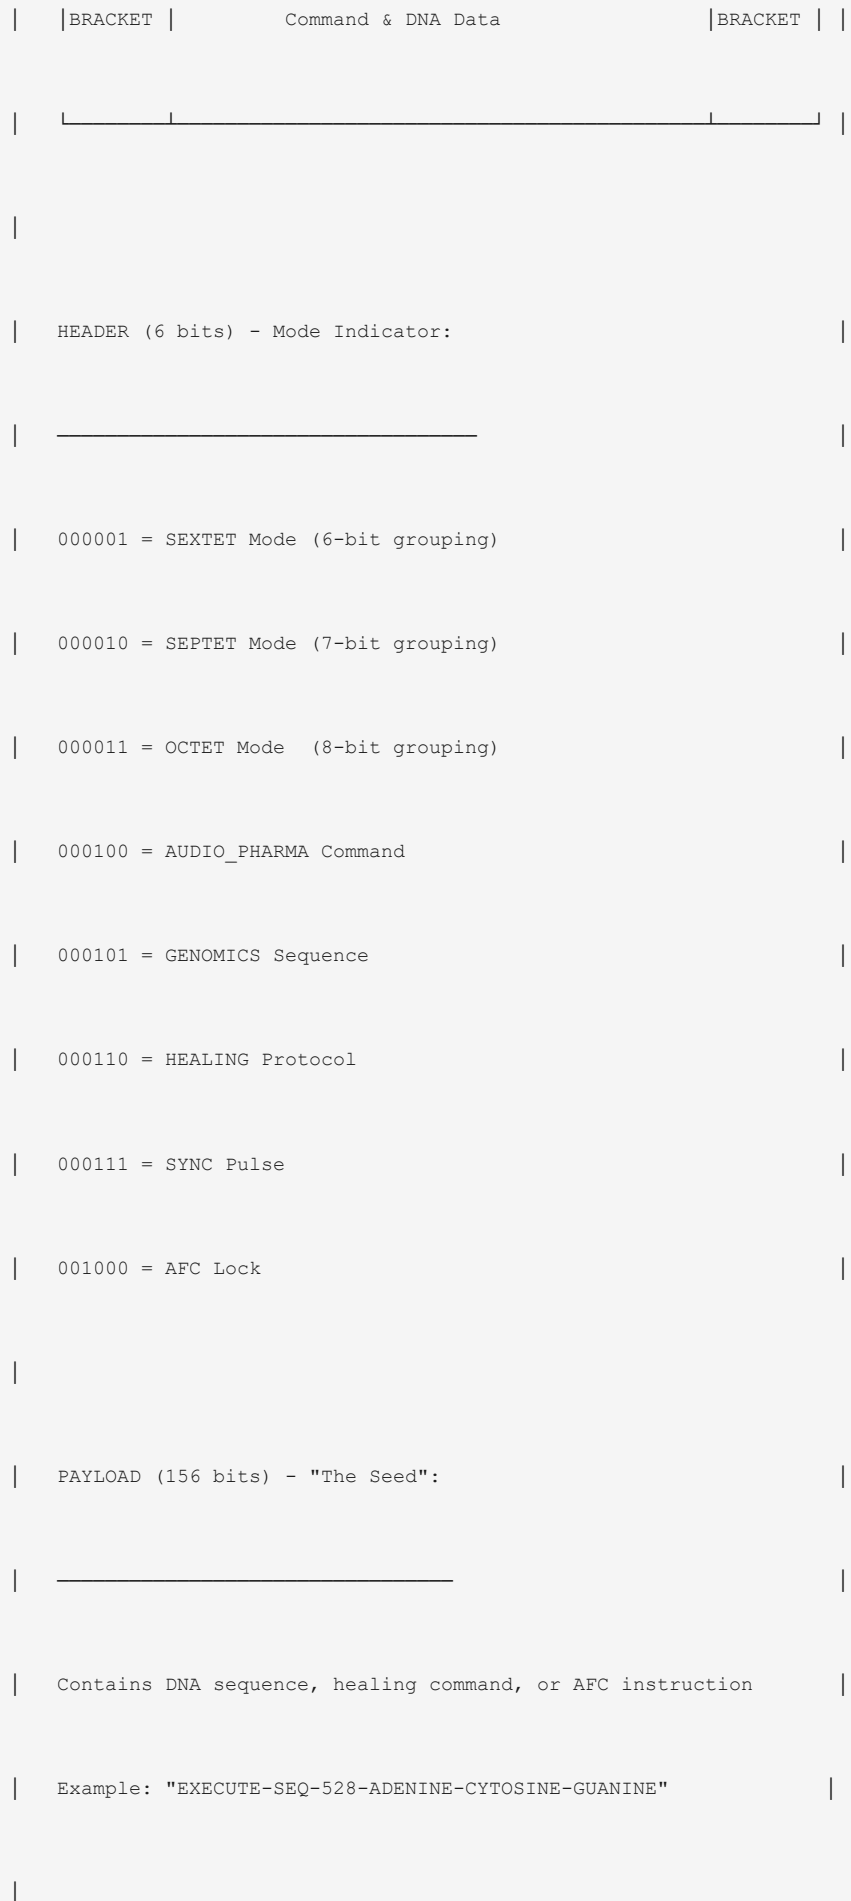 │ │BRACKET │ Command & DNA Data │BRACKET │ │
│ └────────┴────────────────────────────────────────────┴────────┘ │
│
│ HEADER (6 bits) - Mode Indicator: │
│ ─────────────────────────────────── │
│ 000001 = SEXTET Mode (6-bit grouping) │
│ 000010 = SEPTET Mode (7-bit grouping) │
│ 000011 = OCTET Mode (8-bit grouping) │
│ 000100 = AUDIO_PHARMA Command │
│ 000101 = GENOMICS Sequence │
│ 000110 = HEALING Protocol │
│ 000111 = SYNC Pulse │
│ 001000 = AFC Lock │
│
│ PAYLOAD (156 bits) - "The Seed": │
│ ───────────────────────────────── │
│ Contains DNA sequence, healing command, or AFC instruction │
│ Example: "EXECUTE-SEQ-528-ADENINE-CYTOSINE-GUANINE" │
│